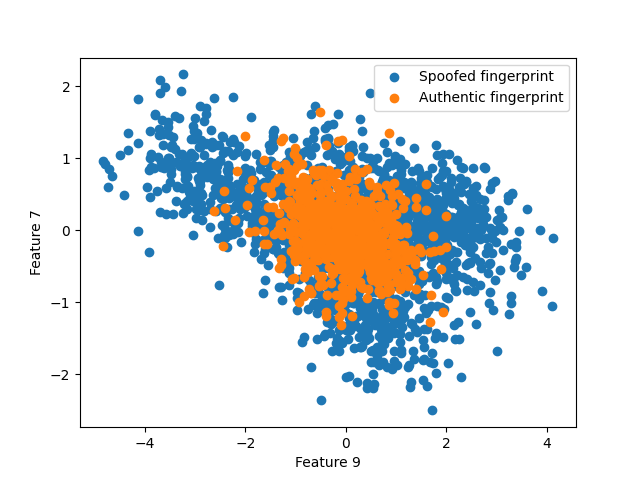 Spoofed fingerprint
Authentic fingerprint
2
1
0
−1
−2
Feature 7
−4
−2
0
2
4
Feature 9